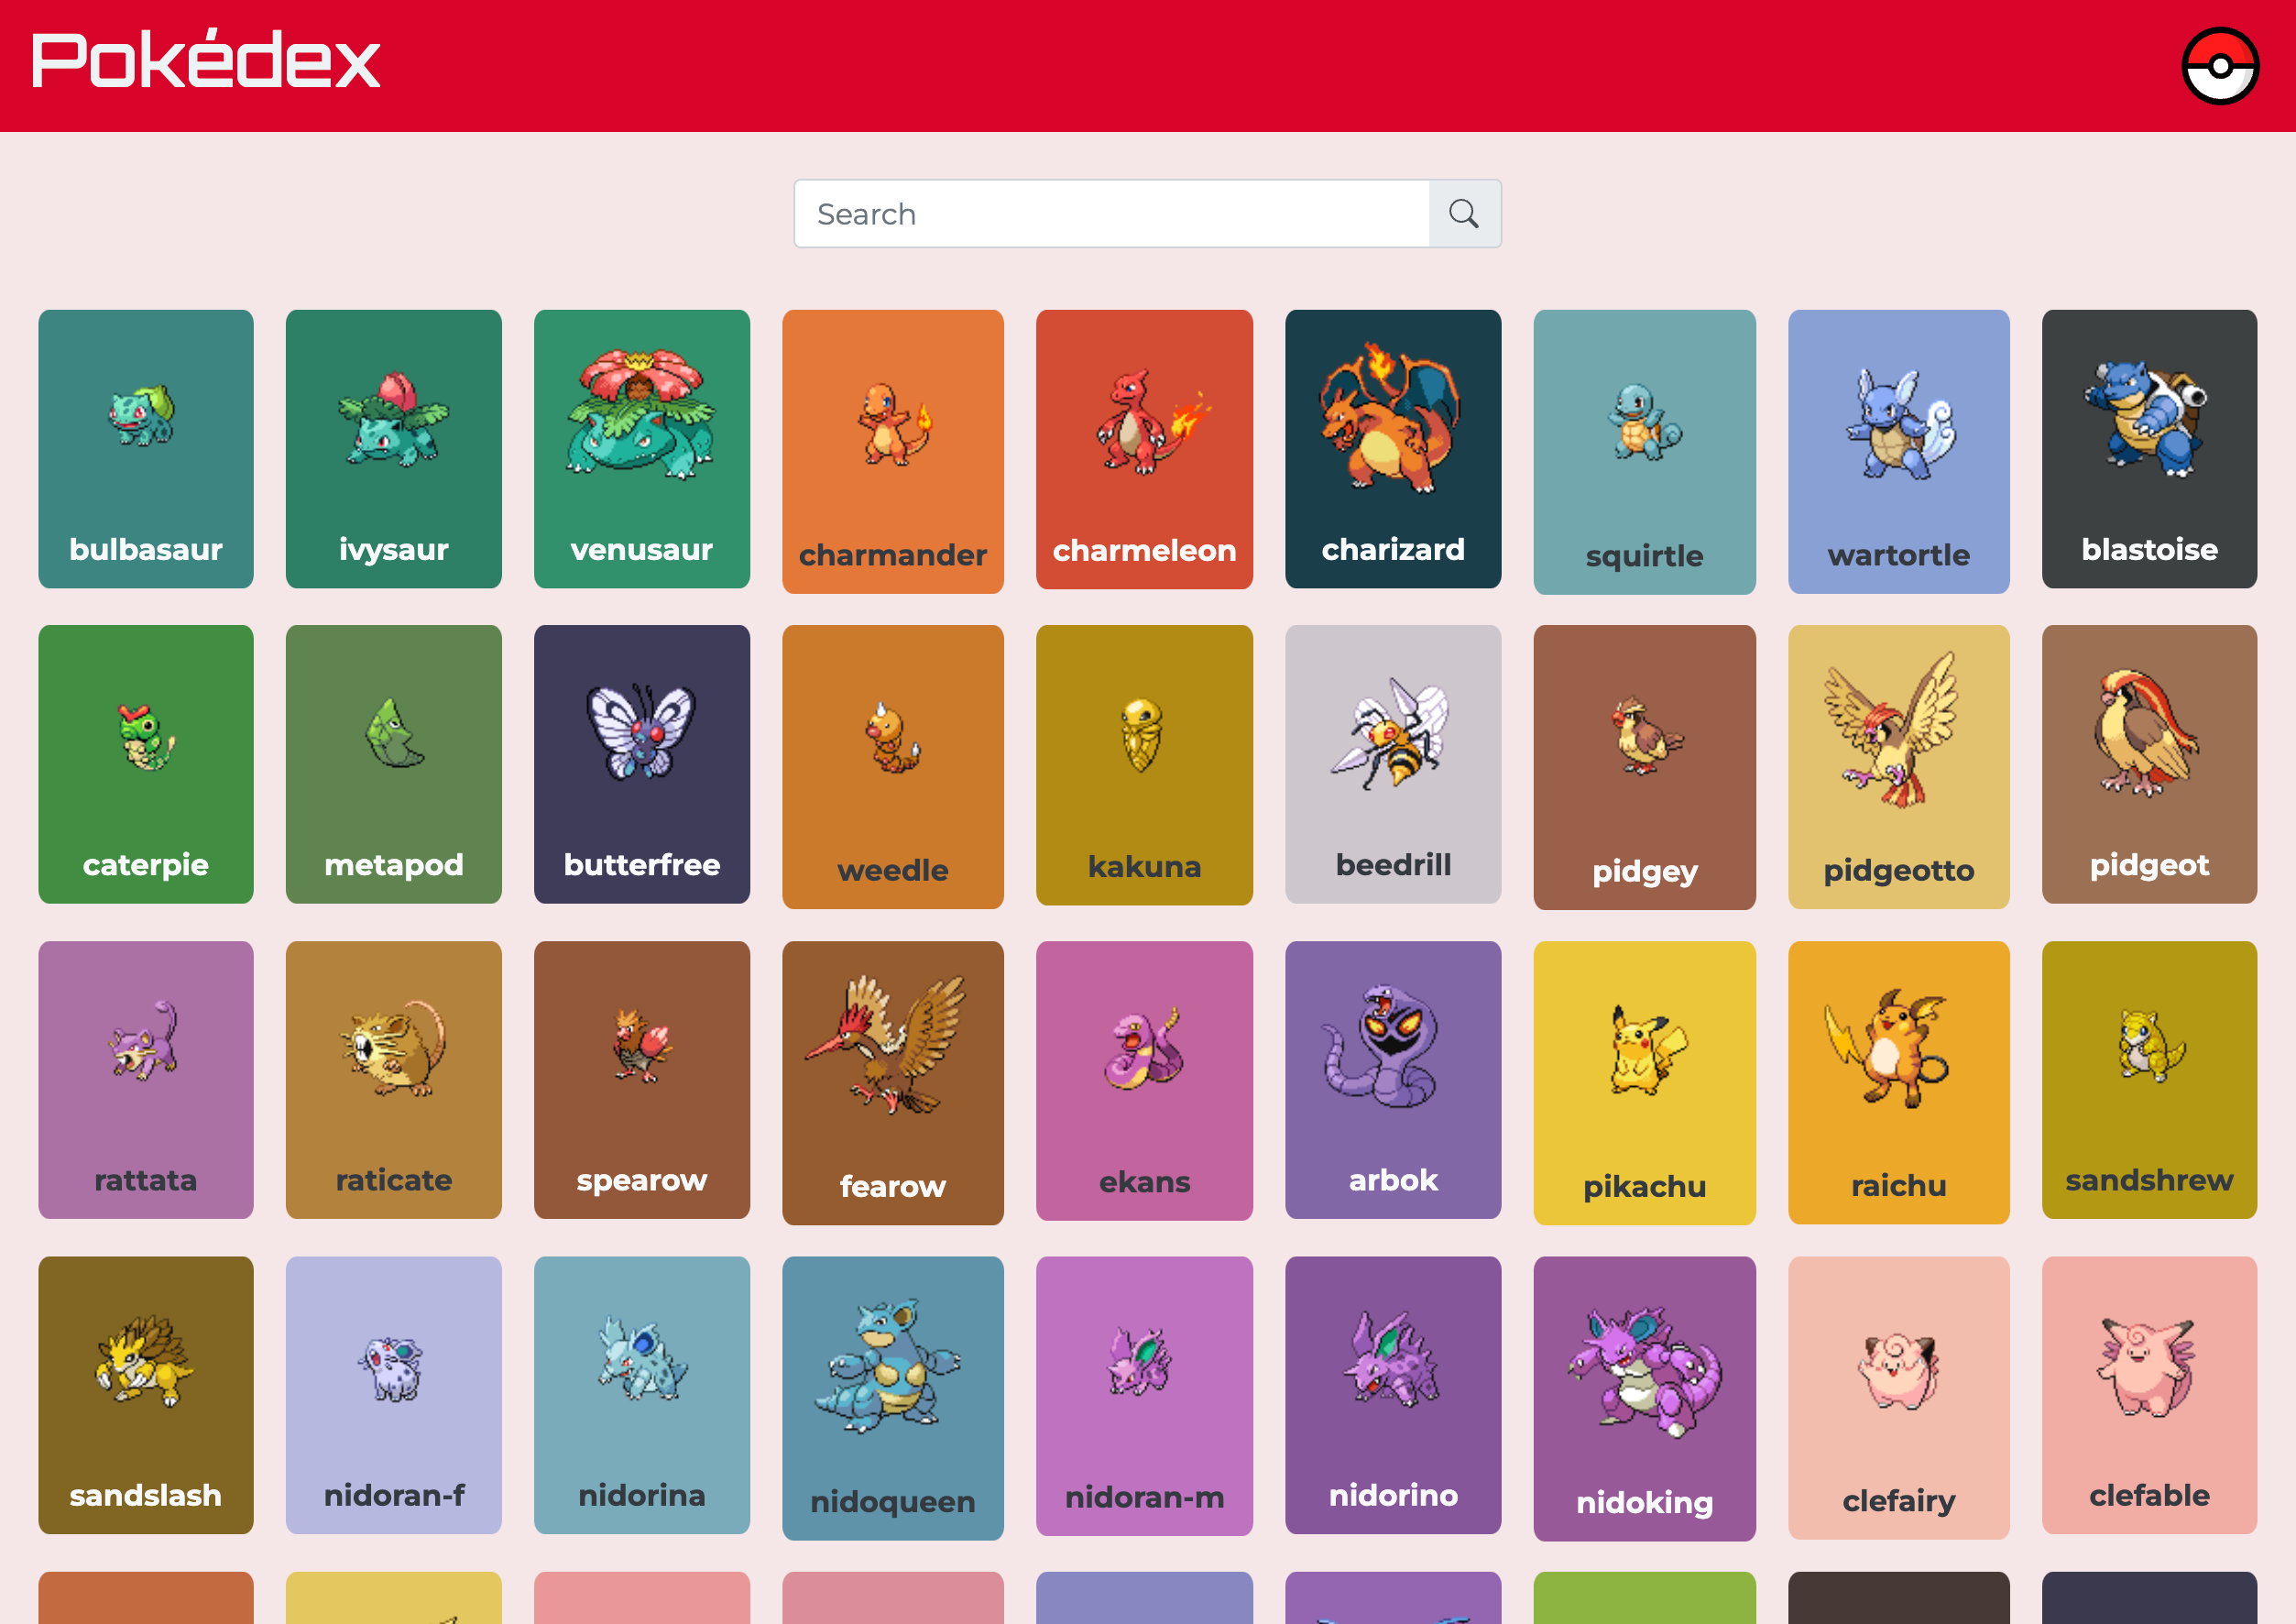 Pokédex
Search
bulbasaur
ivysaur
venusaur
charmander
charmeleon
charizard
squirtle
wartortle
blastoise
caterpie
metapod
butterfree
weedle
kakuna
beedrill
pidgey
pidgeotto
pidgeot
rattata
raticate
spearow
fearow
ekans
arbok
pikachu
raichu
sandshrew
sandslash
nidoran-f
nidorina
nidoqueen
nidoran-m
nidorino
nidoking
clefairy
clefable